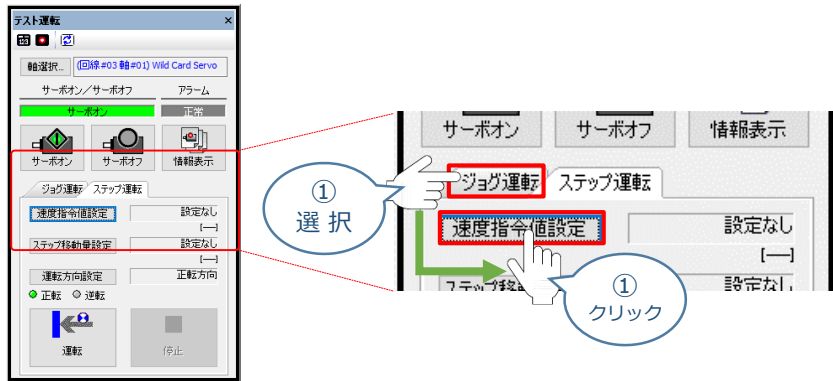 テスト運転
×
123
軸選択...
(回線#03 軸#01) Wild Card Servo
サーボオン／サーボオフ
アラーム
サーボオン
正常
サーボオン
サーボオフ
情報表示
ジョグ運転
ステップ運転
速度指令値設定
設定なし
[---]
ステップ移動量設定
設定なし
[---]
運転方向設定
正転方向
正転
逆転
運転
停止
①
選 択
サーボオン
サーボオフ
情報表示
ジョグ運転
ステップ運転
速度指令値設定
設定なし
[---]
設定なし
①
クリック